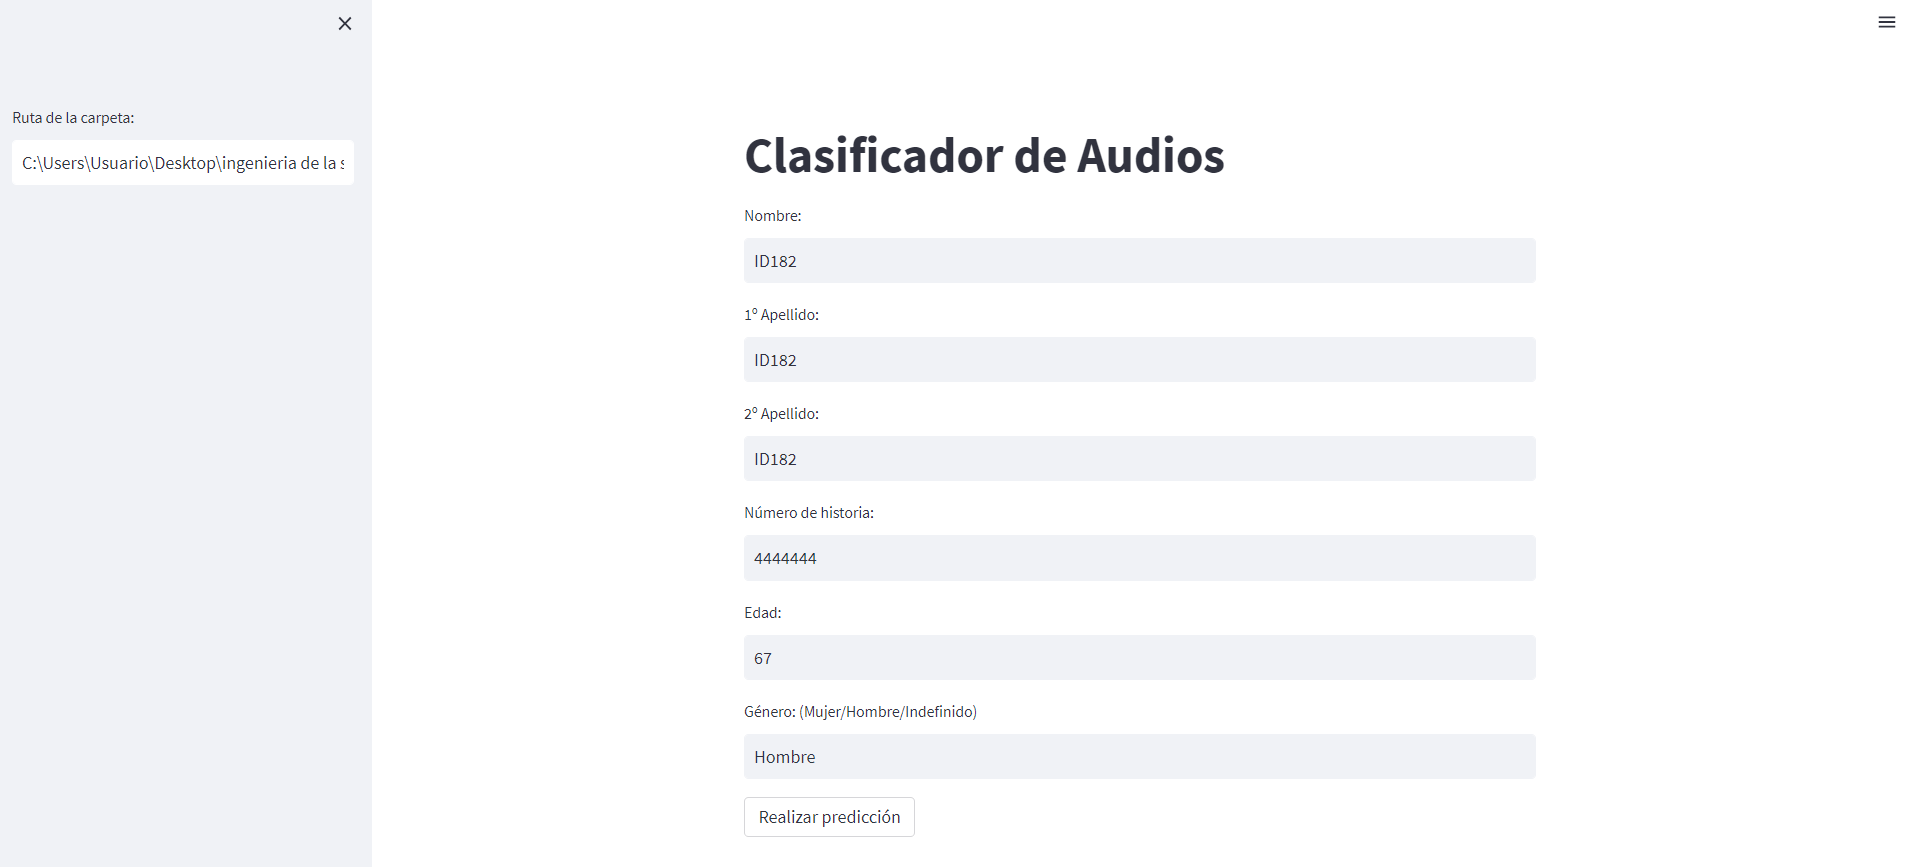 Ruta de la carpeta:
C:\Users\Usuario\Desktop\ingenieria de la s
Clasificador de Audios
Nombre:
ID182
1º Apellido:
ID182
2º Apellido:
ID182
Número de historia:
4444444
Edad:
67
Género: (Mujer/Hombre/Indefinido)
Hombre
Realizar predicción